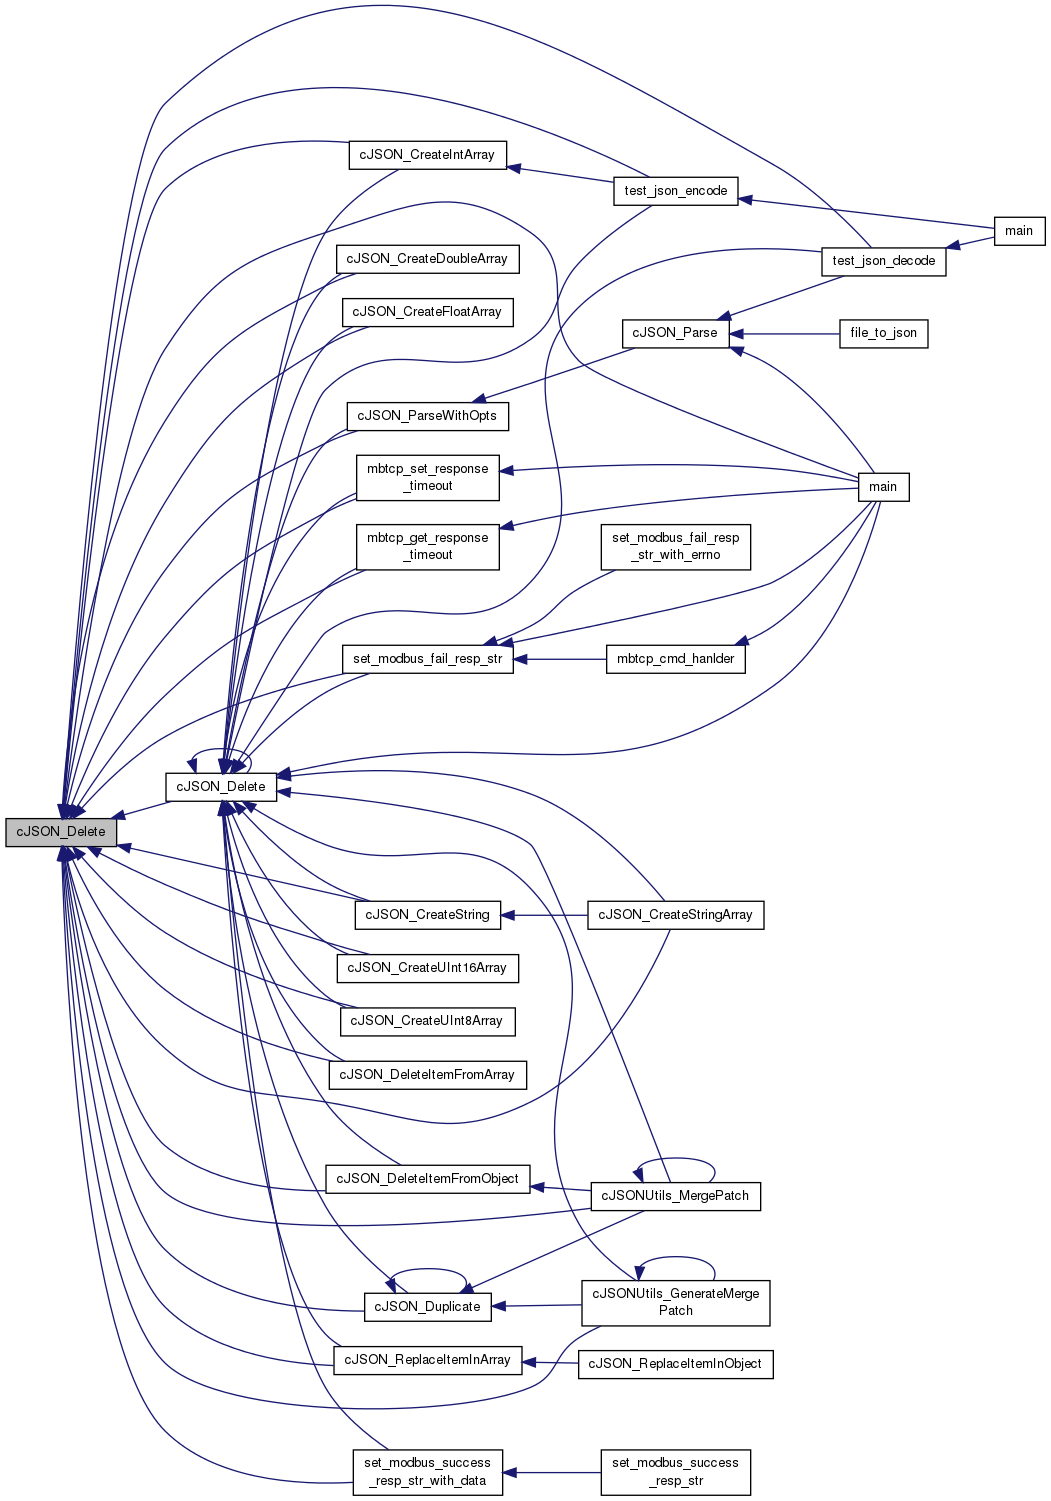 cJSON_CreateIntArray
test_json_encode
main
cJSON_CreateDoubleArray
test_json_decode
cJSON_CreateFloatArray
cJSON_Parse
file_to_json
cJSON_ParseWithOpts
mbtcp_set_response
_timeout
main
mbtcp_get_response
_timeout
set_modbus_fail_resp
_str_with_errno
set_modbus_fail_resp_str
mbtcp_cmd_hanlder
cJSON_Delete
cJSON_Delete
cJSON_CreateString
cJSON_CreateStringArray
cJSON_CreateUInt16Array
cJSON_CreateUInt8Array
cJSON_DeleteItemFromArray
cJSON_DeleteItemFromObject
cJSONUtils_MergePatch
cJSON_Duplicate
cJSONUtils_GenerateMerge
Patch
cJSON_ReplaceItemInArray
cJSON_ReplaceItemInObject
set_modbus_success
_resp_str_with_data
set_modbus_success
_resp_str